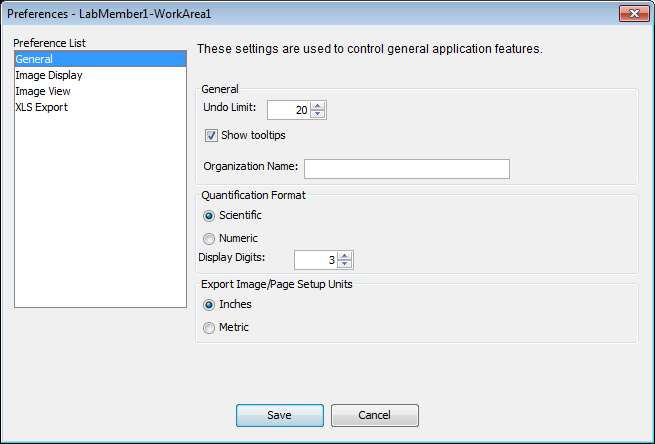 Preferences - LabMember1-WorkArea1
Preference List
General
Image Display
Image View
XLS Export
These settings are used to control general application features.
General
Undo Limit: 20
Show tooltips
Organization Name:
Quantification Format
Scientific
Numeric
Display Digits: 3
Export Image/Page Setup Units
Inches
Metric
Save Cancel